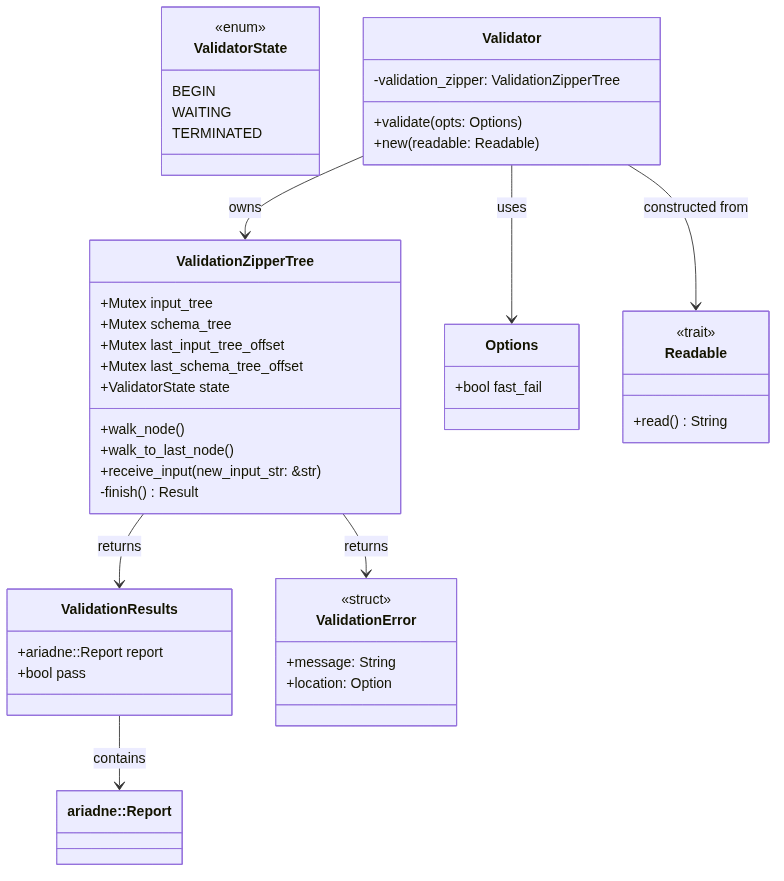 «enum»
ValidatorState
BEGIN
WAITING
TERMINATED
Validator
-validation_zipper: ValidationZipperTree
+validate(opts: Options)
+new(readable: Readable)
owns
uses
constructed from
ValidationZipperTree
+Mutex input_tree
+Mutex schema_tree
+Mutex last_input_tree_offset
+Mutex last_schema_tree_offset
+ValidatorState state
+walk_node()
+walk_to_last_node()
+receive_input(new_input_str: &str)
-finish() : Result
Options
+bool fast_fail
«trait»
Readable
+read() : String
returns
returns
ValidationResults
+ariadne::Report report
+bool pass
«struct»
ValidationError
+message: String
+location: Option
contains
ariadne::Report